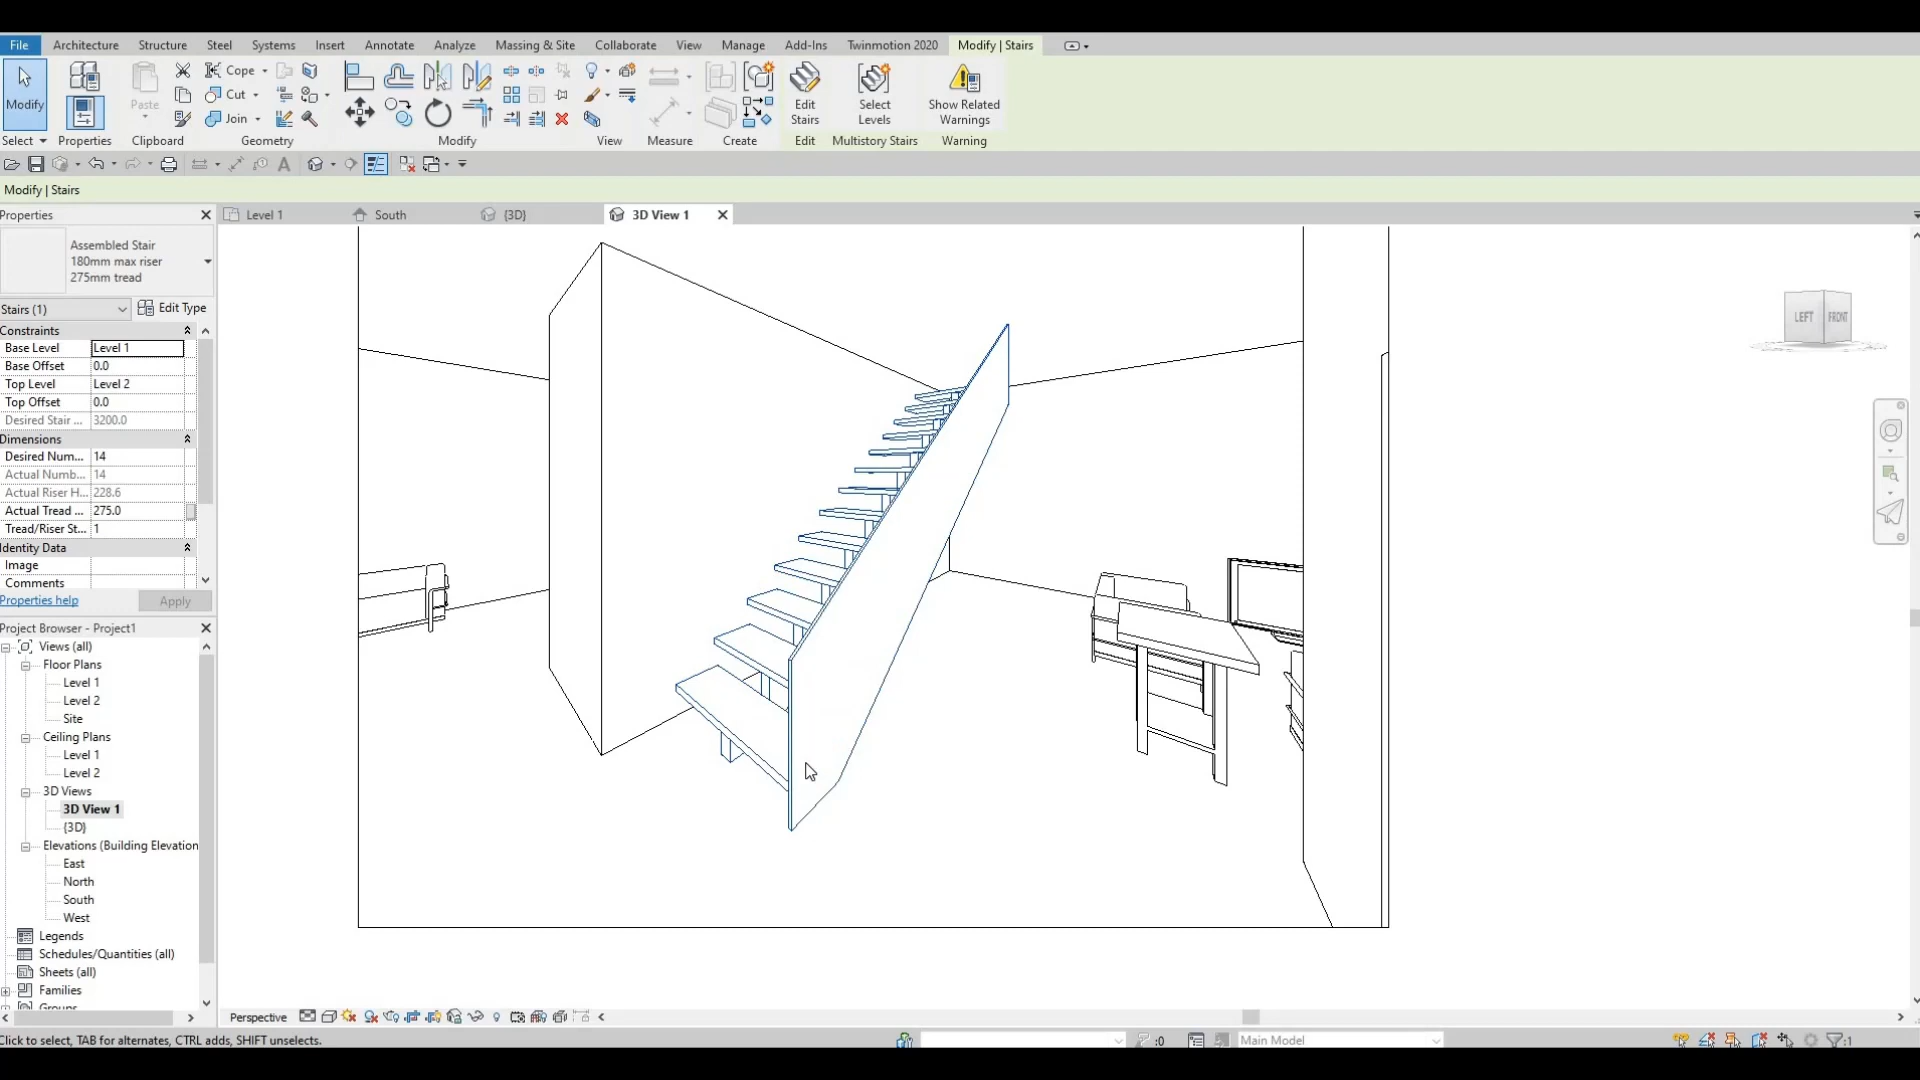 File Architecture Structure Steel Systems Insert Annotate Analyze Massing & Site Collaborate View Manage Add-Ins Twinmotion 2020 Modify | Stairs
Modify Paste Cope Cut Join Edit Stairs Select Levels Show Related Warnings
Select Properties Clipboard Geometry Modify View Measure Create Edit Multistory Stairs Warning
Modify | Stairs
Properties
Level 1 South {3D} 3D View 1
Assembled Stair
180mm max riser
275mm tread
Stairs (1) Edit Type
Constraints
Base Level Level 1
Base Offset 0.0
Top Level Level 2
Top Offset 0.0
Desired Stair ... 3200.0
Dimensions
Desired Num... 14
Actual Numb... 14
Actual Riser H... 228.6
Actual Tread ... 275.0
Tread/Riser St... 1
Identity Data
Image
Comments
Properties help Apply
Project Browser - Project1
Views (all)
Floor Plans
Level 1
Level 2
Site
Ceiling Plans
Level 1
Level 2
3D Views
3D View 1
{3D}
Elevations (Building Elevation
East
North
South
West
Legends
Schedules/Quantities (all)
Sheets (all)
Families
Groups
LEFT FRONT
Perspective
Click to select, TAB for alternates, CTRL adds, SHIFT unselects.
:0 Main Model :1